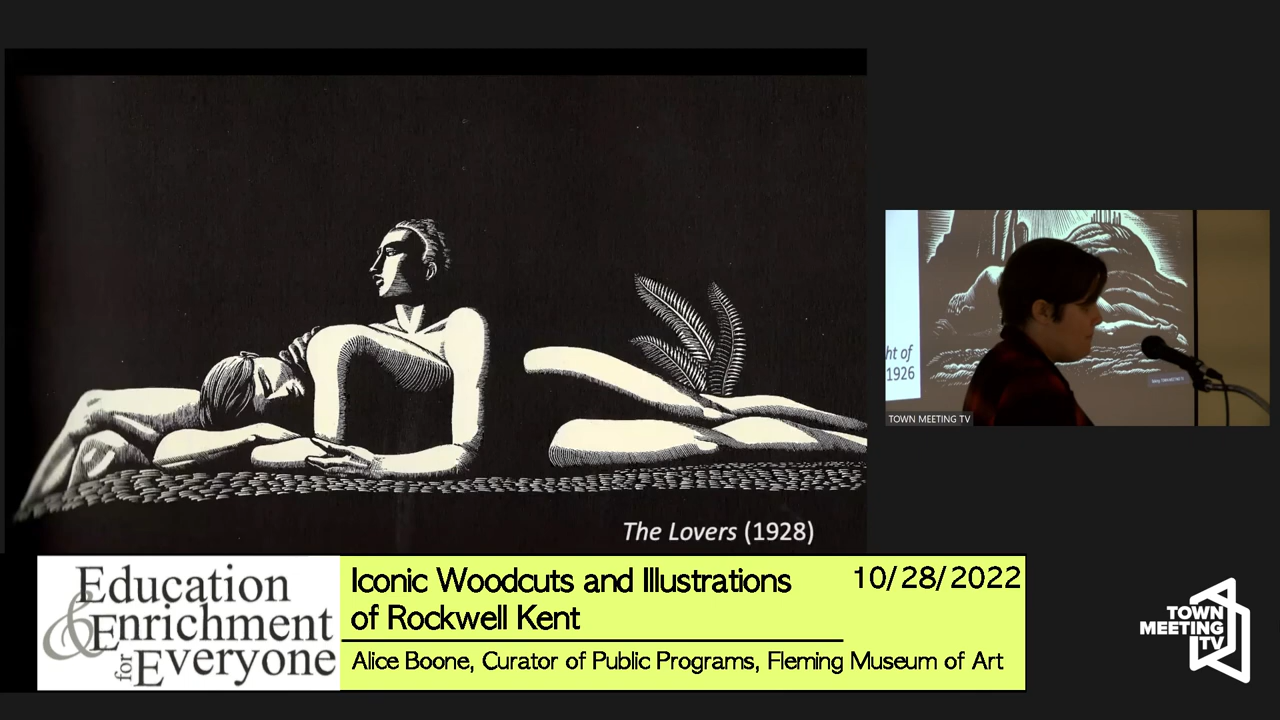 The Lovers (1928)
ht of
1926
TOWN MEETING TV
Education
& Enrichment
for Everyone
Iconic Woodcuts and Illustrations
of Rockwell Kent
10/28/2022
Alice Boone, Curator of Public Programs, Fleming Museum of Art
TOWN
MEETING
TV